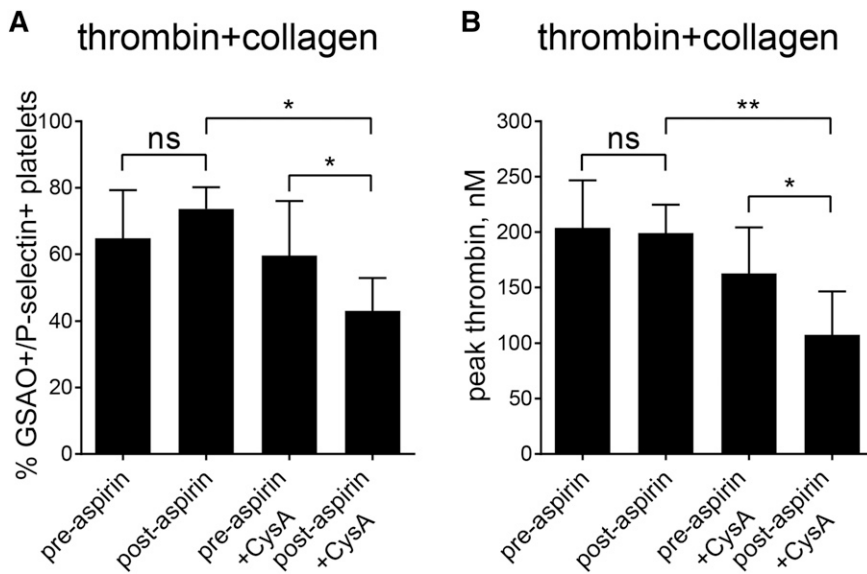 A
thrombin+collagen
% GSAO+/P-selectin+ platelets
100
80
60
40
20
0
ns
*
*
pre-aspirin
post-aspirin
pre-aspirin
+CysA
post-aspirin
+CysA
B
thrombin+collagen
peak thrombin, nM
300
250
200
150
100
50
0
ns
**
*
pre-aspirin
post-aspirin
pre-aspirin
+CysA
post-aspirin
+CysA